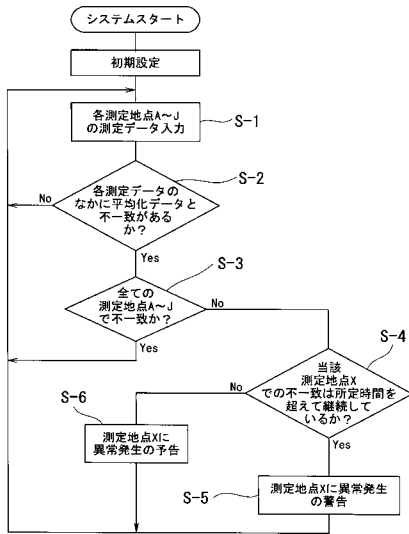 システムスタート
初期設定
各測定地点A～J
の測定データ入力
S-1
各測定データの
なかに平均化データと
不一致がある
か？
S-2
No
Yes
全ての
測定地点A～J
で不一致か？
S-3
No
Yes
当該
測定地点X
での不一致は所定時間を
超えて継続して
いるか？
S-4
No
Yes
S-6
測定地点Xに
異常発生の予告
S-5
測定地点Xに異常発生
の警告